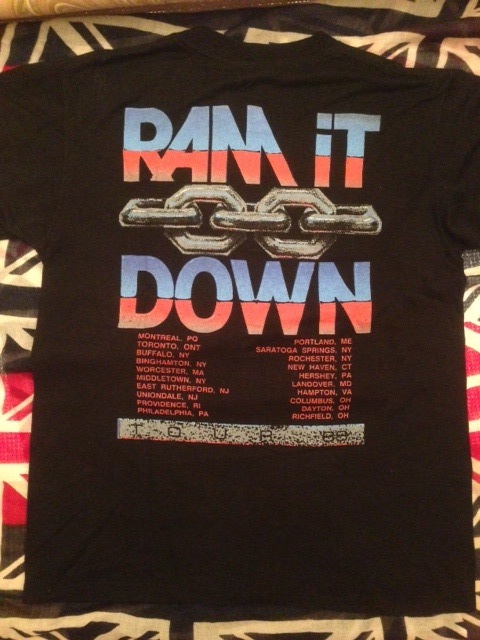 RAM iT
DOWN
MONTREAL, PO
TORONTO, ONT
BUFFALO, NY
BINGHAMTON, NY
WORCESTER, MA
MIDDLETOWN, NY
EAST RUTHERFORD, NJ
UNIONDALE, NJ
PROVIDENCE, RI
PHILADELPHIA, PA
PORTLAND, ME
SARATOGA SPRINGS, NY
ROCHESTER, NY
NEW HAVEN, CT
HERSHEY, PA
LANDOVER, MD
HAMPTON, VA
COLUMBUS, OH
DAYTON, OH
RICHFIELD, OH
TOUR 88